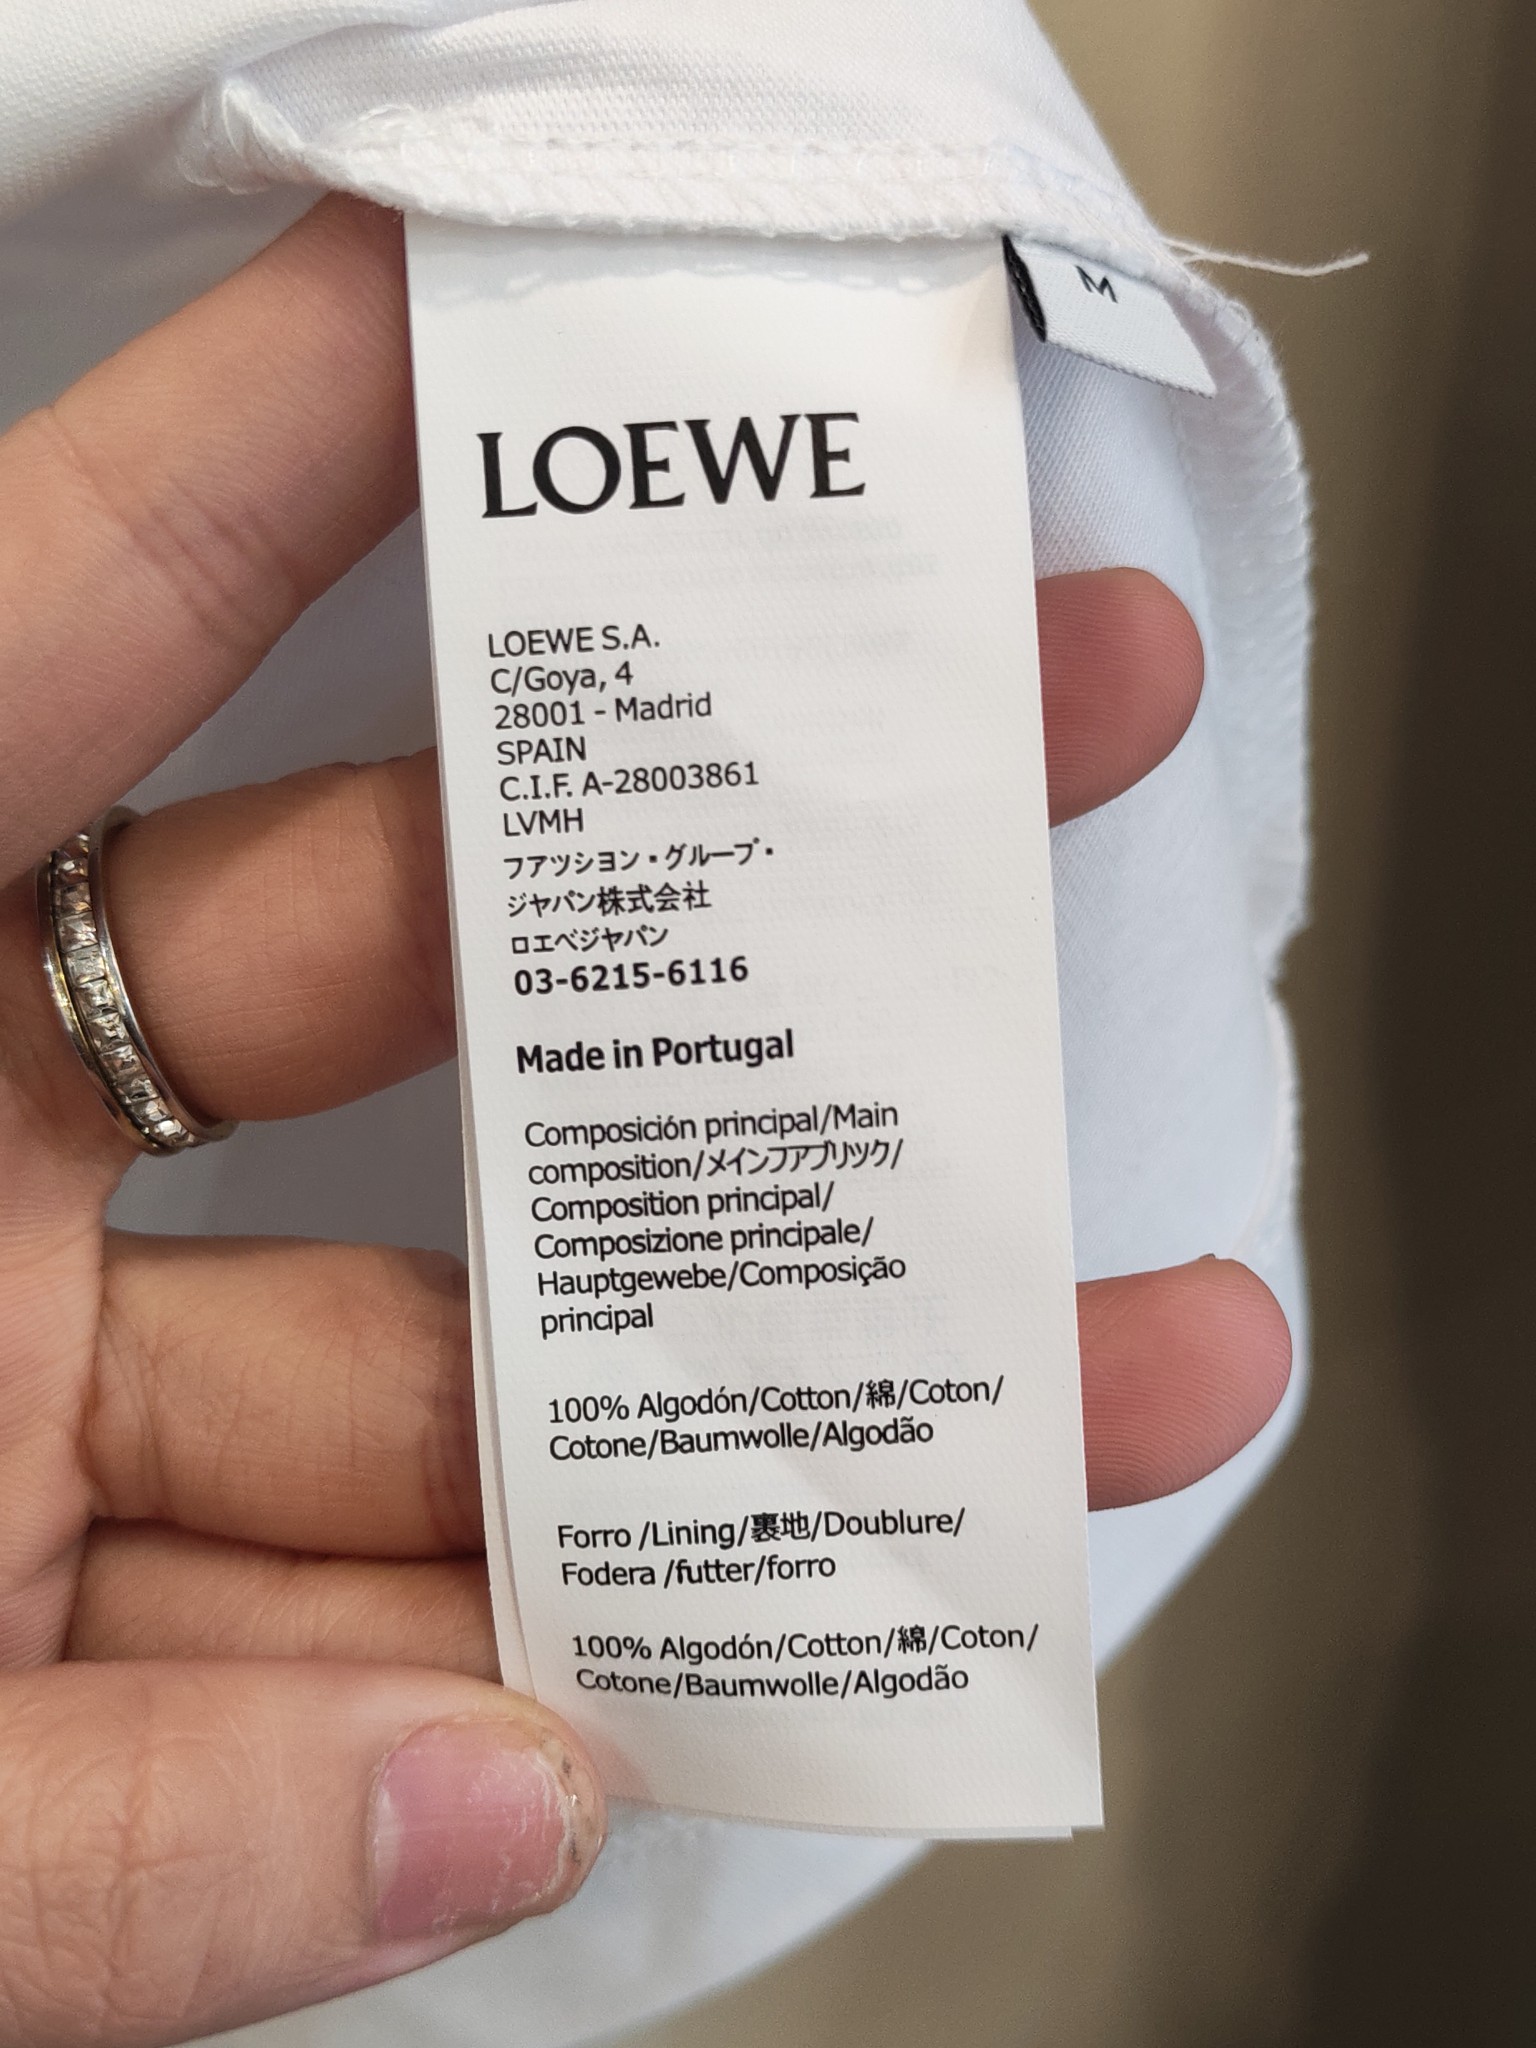 M
LOEWE
LOEWE S.A.
C/Goya, 4
28001 - Madrid
SPAIN
C.I.F. A-28003861
LVMH
フアツシヨン・グループ・
ジヤパン株式会社
ロエベジヤパン
03-6215-6116
Made in Portugal
Composición principal/Main
composition/メインファブリック/
Composition principal/
Composizione principale/
Hauptgewebe/Composição
principal
100% Algodón/Cotton/綿/Coton/
Cotone/Baumwolle/Algodão
Forro /Lining/裏地/Doublure/
Fodera /futter/forro
100% Algodón/Cotton/綿/Coton/
Cotone/Baumwolle/Algodão